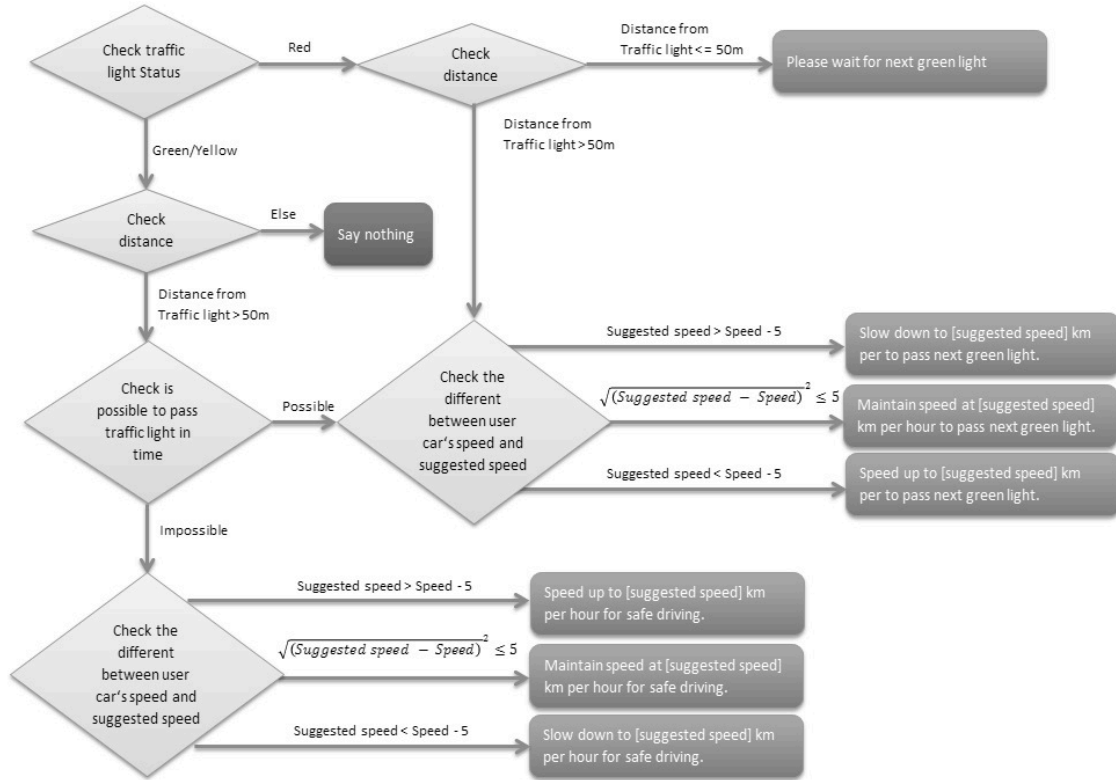 Check traffic
light Status
Red
Check
distance
Distance from
Traffic light <= 50m
Please wait for next green light
Distance from
Traffic light > 50m
Green/Yellow
Check
distance
Else
Say nothing
Distance from
Traffic light > 50m
Check is
possible to pass
traffic light in
time
Possible
Check the
different
between user
car's speed and
suggested speed
Suggested speed > Speed - 5
Slow down to [suggested speed] km
per to pass next green light.
√(Suggested speed − Speed)² ≤ 5
Maintain speed at [suggested speed]
km per hour to pass next green light.
Suggested speed < Speed - 5
Speed up to [suggested speed] km
per to pass next green light.
Impossible
Check the
different
between user
car's speed and
suggested speed
Suggested speed > Speed - 5
Speed up to [suggested speed] km
per hour for safe driving.
√(Suggested speed − Speed)² ≤ 5
Maintain speed at [suggested speed]
km per hour for safe driving.
Suggested speed < Speed - 5
Slow down to [suggested speed] km
per hour for safe driving.